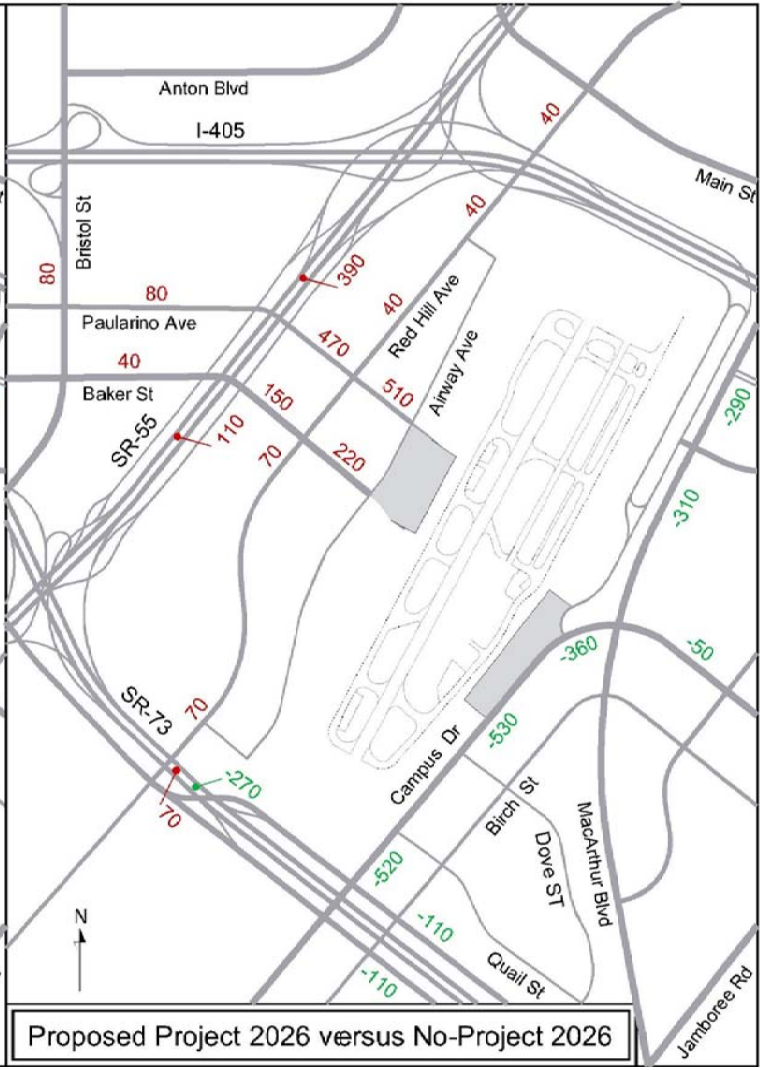 Anton Blvd
I-405
40
Main St
Bristol St
80
40
390
80
Paularino Ave
40
Red Hill Ave
470
Airway Ave
40
Baker St
150
510
-290
SR-55
110
70
220
-310
-360
-50
SR-73
70
-530
Campus Dr
-270
70
Birch St
Dove ST
MacArthur Blvd
-520
-110
N
Quail St
-110
Jamboree Rd
Proposed Project 2026 versus No-Project 2026